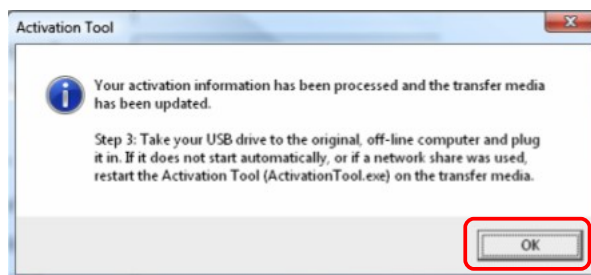 Activation Tool
Your activation information has been processed and the transfer media
has been updated.
Step 3: Take your USB drive to the original, off-line computer and plug
it in. If it does not start automatically, or if a network share was used,
restart the Activation Tool (ActivationTool.exe) on the transfer media.
OK